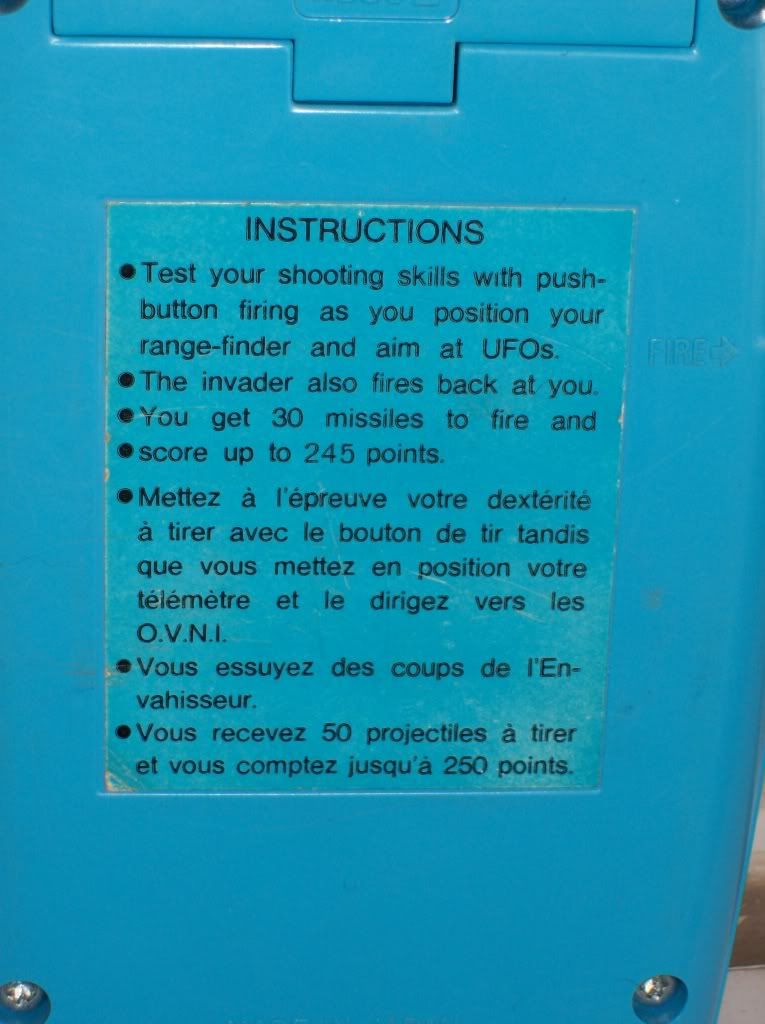 INSTRUCTIONS
● Test your shooting skills with push-
button firing as you position your
range-finder and aim at UFOs.
● The invader also fires back at you.
● You get 30 missiles to fire and
● score up to 245 points.
● Mettez à l'épreuve votre dextérité
à tirer avec le bouton de tir tandis
que vous mettez en position votre
télémètre et le dirigez vers les
O.V.N.I.
● Vous essuyez des coups de l'En-
vahisseur.
● Vous recevez 50 projectiles à tirer
et vous comptez jusqu'à 250 points.
FIRE ⇨